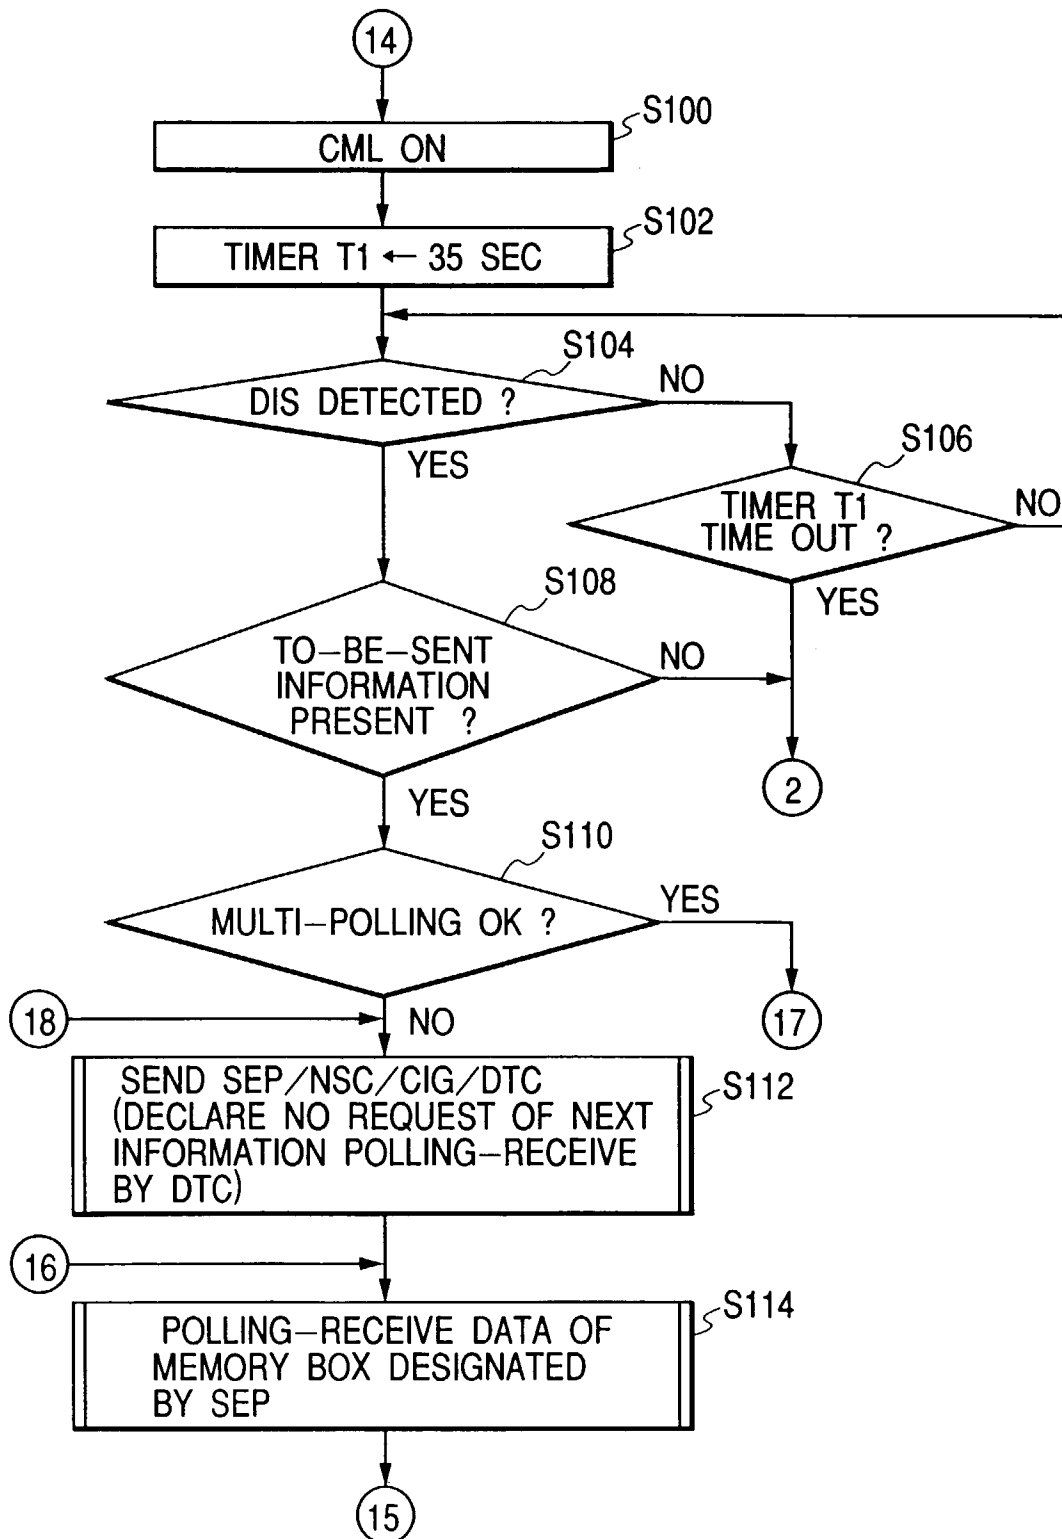 14
S100
CML ON
S102
TIMER T1 ← 35 SEC
S104
DIS DETECTED ?
NO
YES
S106
TIMER T1
TIME OUT ?
NO
YES
S108
TO-BE-SENT
INFORMATION
PRESENT ?
NO
YES
2
S110
MULTI-POLLING OK ?
YES
NO
17
18
S112
SEND SEP/NSC/CIG/DTC
(DECLARE NO REQUEST OF NEXT
INFORMATION POLLING-RECEIVE
BY DTC)
16
S114
POLLING-RECEIVE DATA OF
MEMORY BOX DESIGNATED
BY SEP
15